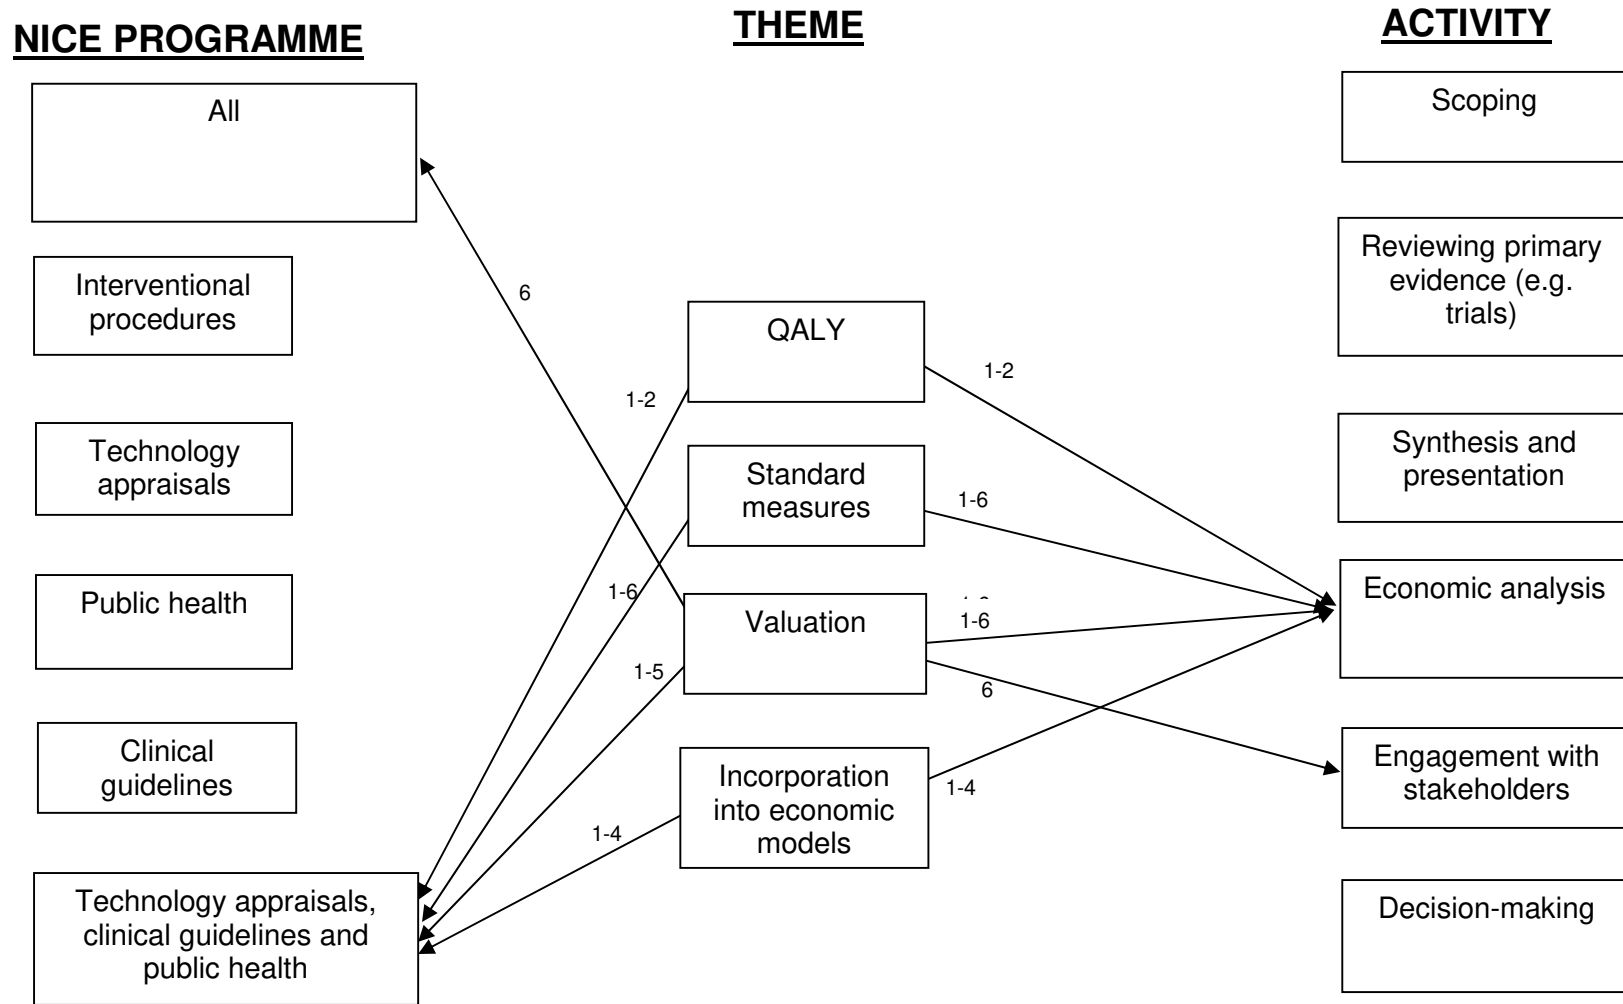 NICE PROGRAMME
THEME
ACTIVITY
All
Interventional
procedures
Technology
appraisals
Public health
Clinical
guidelines
Technology appraisals,
clinical guidelines and
public health
6
1-2
1-6
1-5
1-4
QALY
Standard
measures
Valuation
Incorporation
into economic
models
1-2
1-6
1-6
6
1-4
Scoping
Reviewing primary
evidence (e.g.
trials)
Synthesis and
presentation
Economic analysis
Engagement with
stakeholders
Decision-making